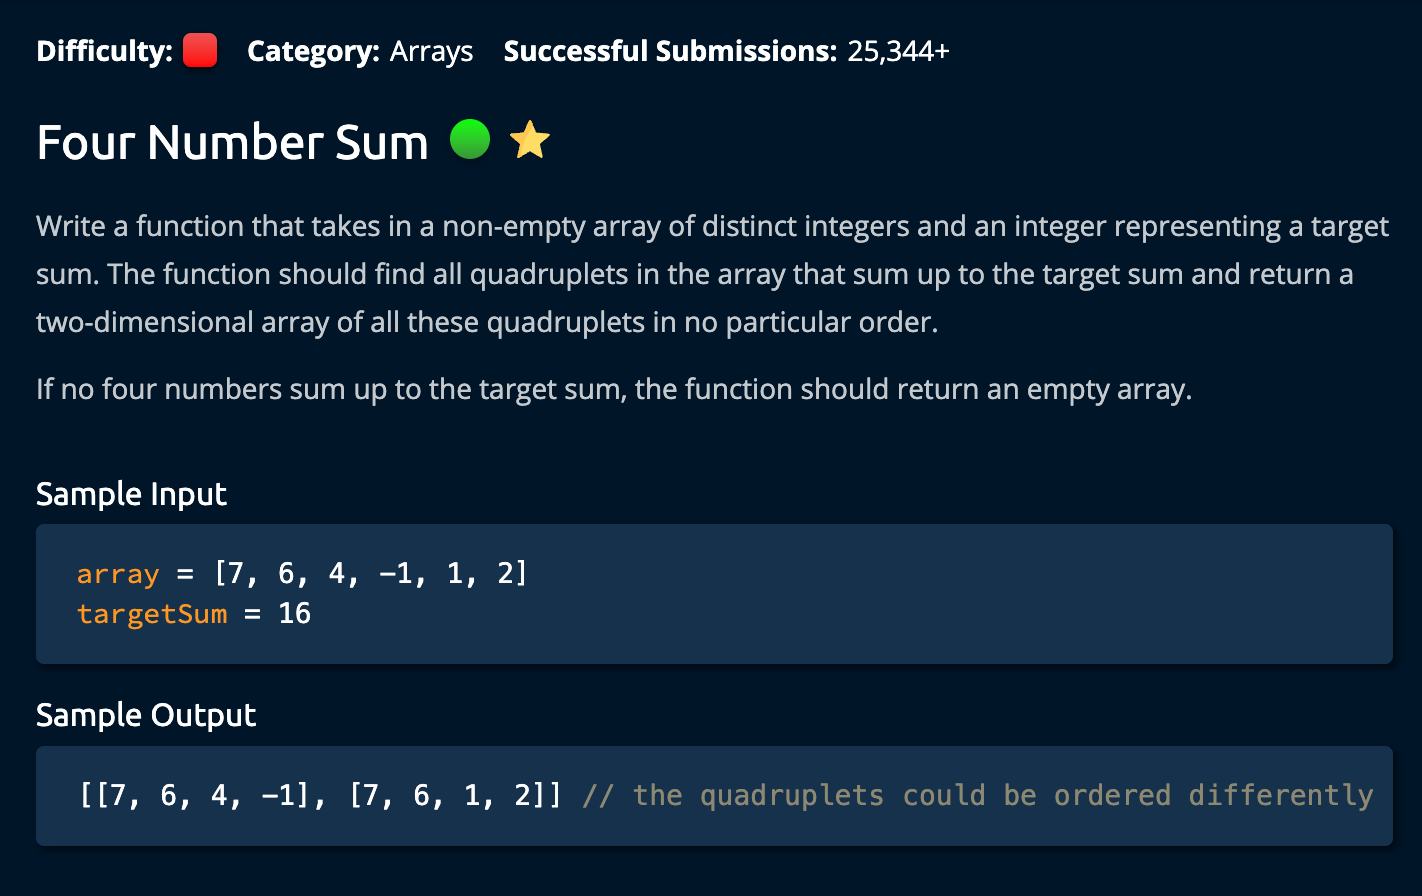 Difficulty: Category: Arrays Successful Submissions: 25,344+
Four Number Sum
Write a function that takes in a non-empty array of distinct integers and an integer representing a target
sum. The function should find all quadruplets in the array that sum up to the target sum and return a
two-dimensional array of all these quadruplets in no particular order.
If no four numbers sum up to the target sum, the function should return an empty array.
Sample Input
array = [7, 6, 4, -1, 1, 2]
targetSum = 16
Sample Output
[[7, 6, 4, -1], [7, 6, 1, 2]] // the quadruplets could be ordered differently